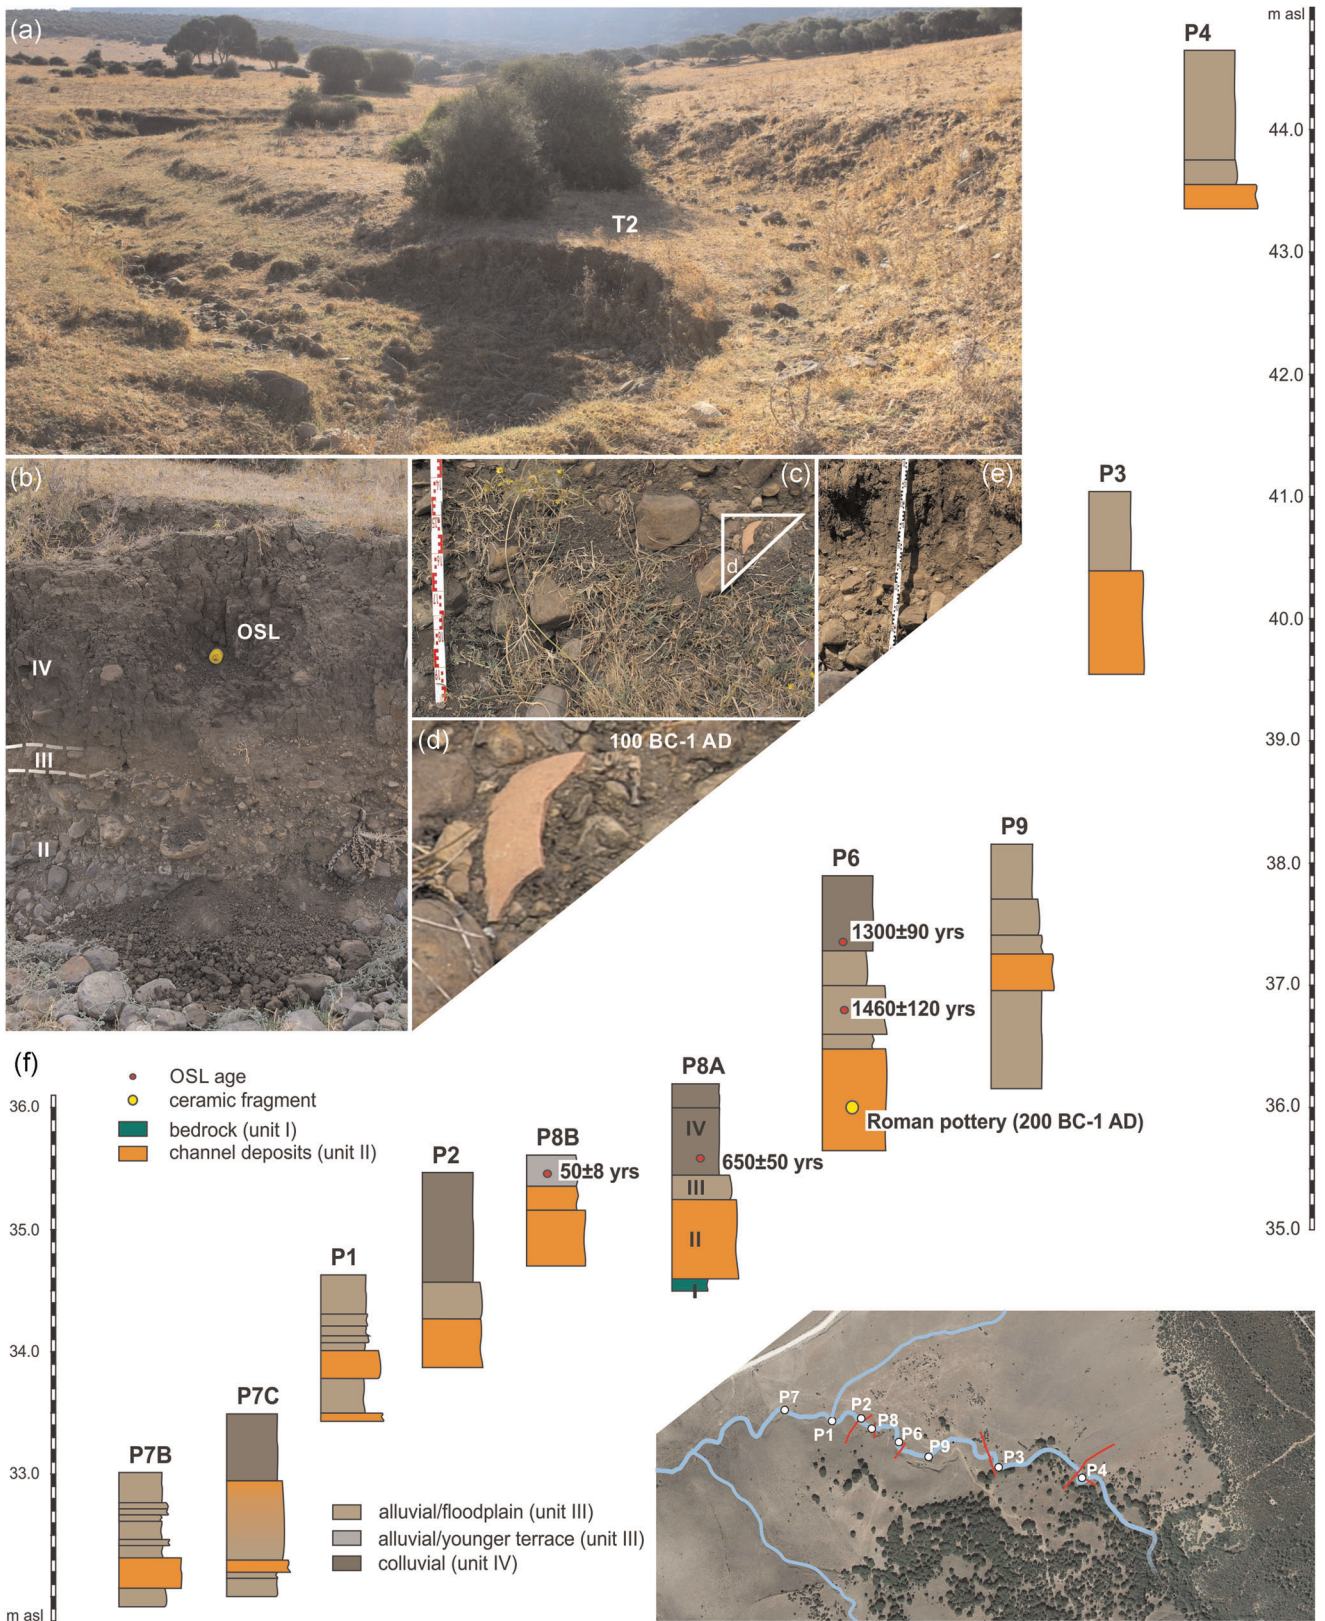 (a)
T2
(b)
OSL
IV
III
II
(c)
d
(e)
(d)
100 BC-1 AD
m asl
44.0
43.0
42.0
41.0
40.0
39.0
38.0
37.0
36.0
35.0
P4
P3
P9
P6
1300±90 yrs
1460±120 yrs
Roman pottery (200 BC-1 AD)
P8A
IV
650±50 yrs
III
II
I
P8B
50±8 yrs
P2
P1
P7C
P7B
(f)
OSL age
ceramic fragment
bedrock (unit I)
channel deposits (unit II)
36.0
35.0
34.0
33.0
m asl
alluvial/floodplain (unit III)
alluvial/younger terrace (unit III)
colluvial (unit IV)
P7
P1
P2
P8
P6
P9
P3
P4